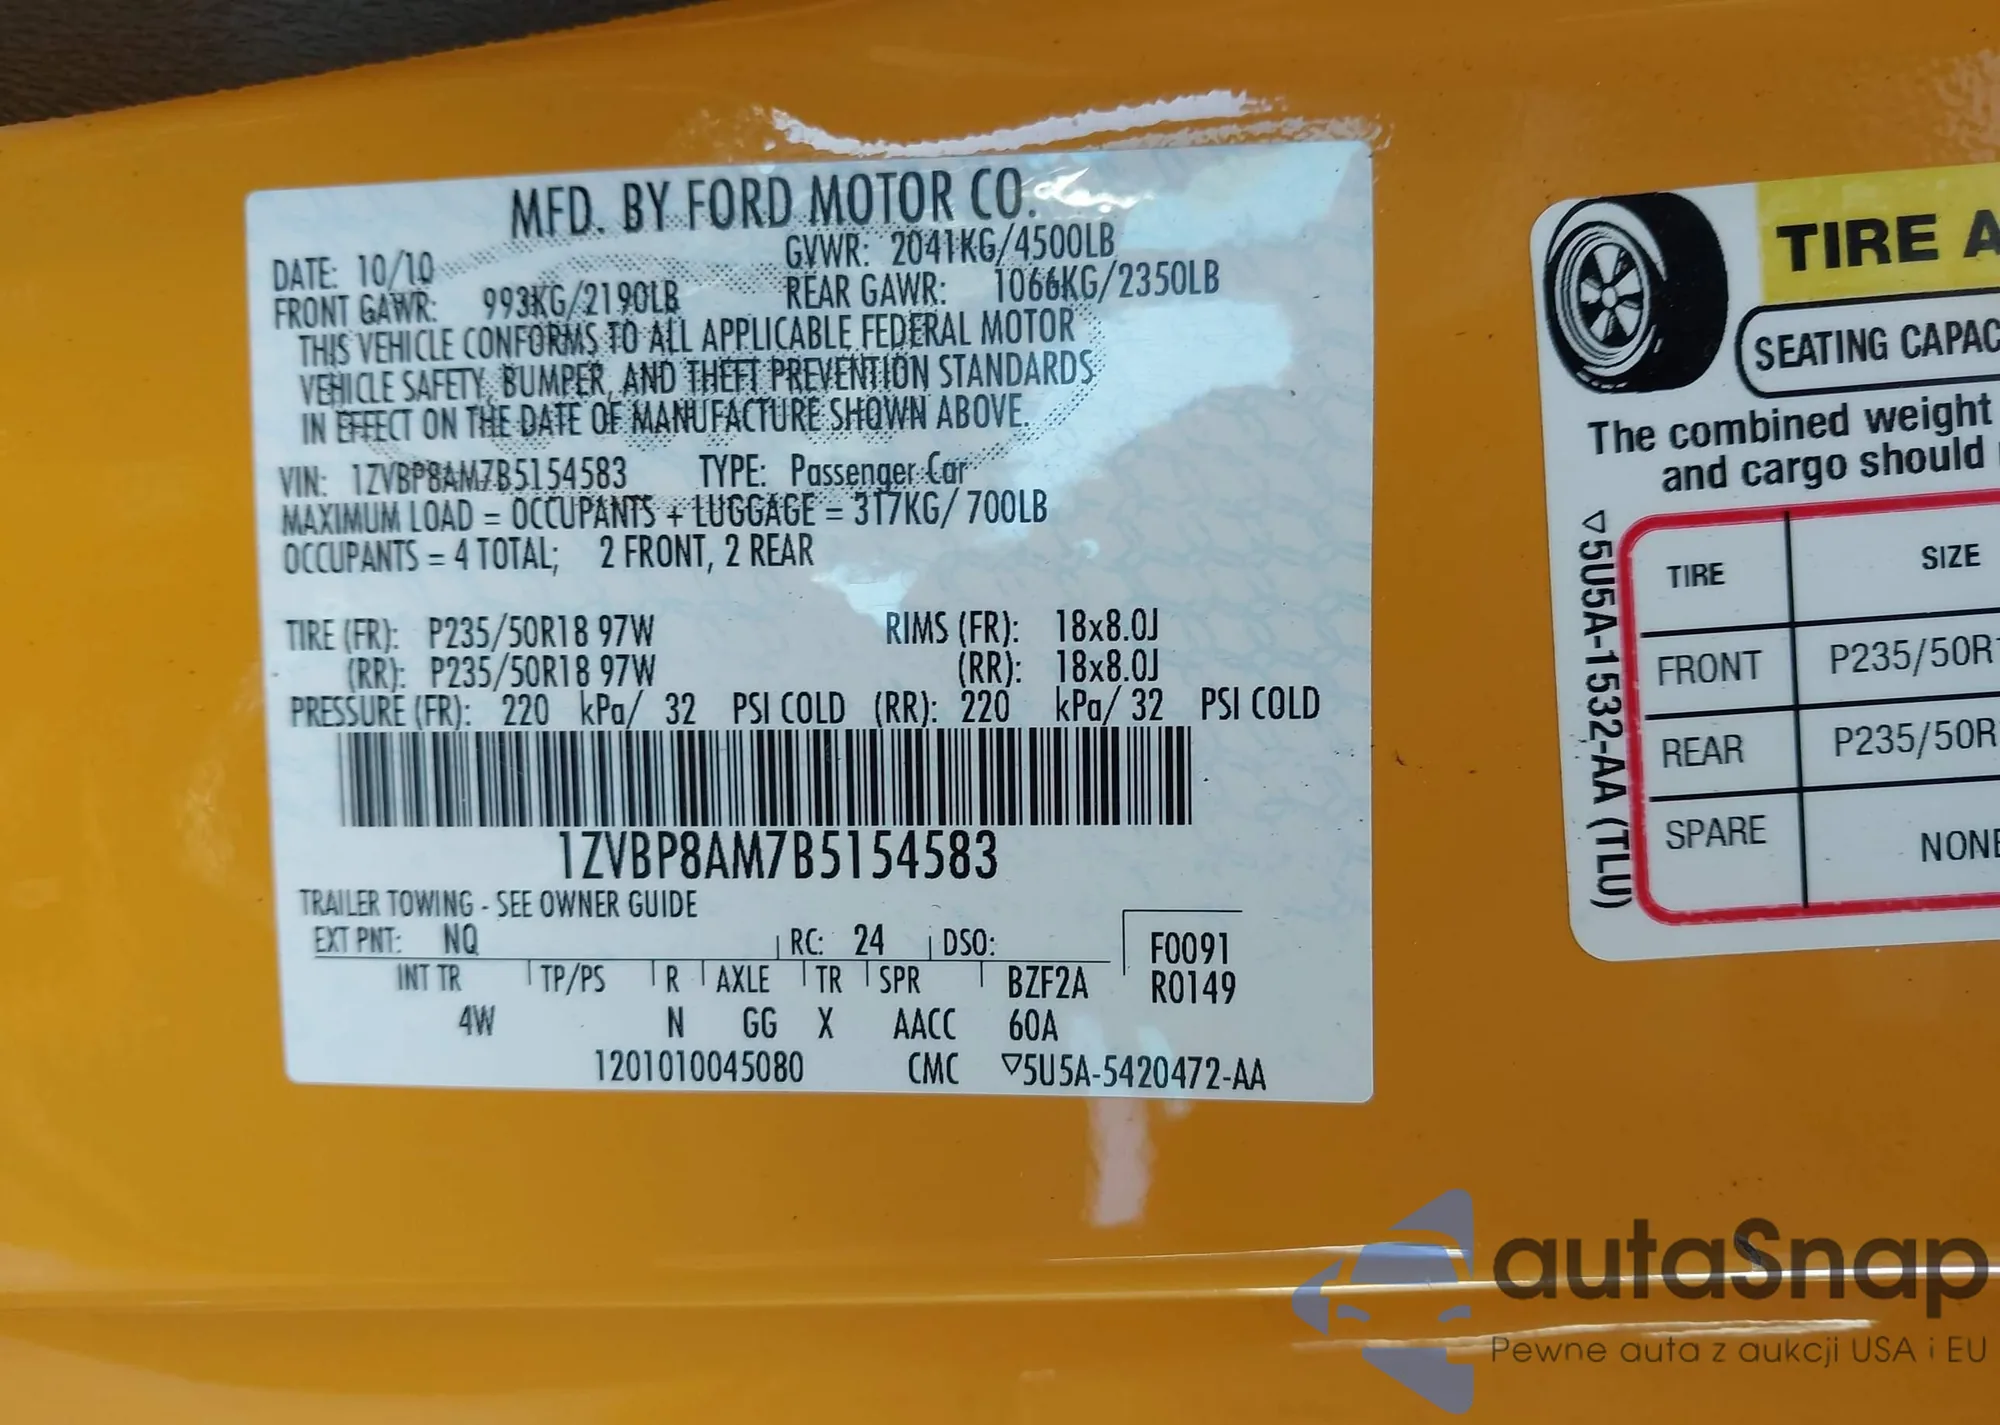 MFD. BY FORD MOTOR CO.
DATE: 10/10 GVWR: 2041KG/4500LB
FRONT GAWR: 993KG/2190LB REAR GAWR: 1066KG/2350LB
THIS VEHICLE CONFORMS TO ALL APPLICABLE FEDERAL MOTOR
VEHICLE SAFETY, BUMPER, AND THEFT PREVENTION STANDARDS
IN EFFECT ON THE DATE OF MANUFACTURE SHOWN ABOVE.
VIN: 1ZVBP8AM7B5154583 TYPE: Passenger Car
MAXIMUM LOAD = OCCUPANTS + LUGGAGE = 317KG/ 700LB
OCCUPANTS = 4 TOTAL; 2 FRONT, 2 REAR
TIRE (FR): P235/50R18 97W RIMS (FR): 18x8.0J
(RR): P235/50R18 97W (RR): 18x8.0J
PRESSURE (FR): 220 kPa/ 32 PSI COLD (RR): 220 kPa/ 32 PSI COLD
1ZVBP8AM7B5154583
TRAILER TOWING - SEE OWNER GUIDE
EXT PNT: NQ RC: 24 DSO: F0091
INT TR TP/PS R AXLE TR SPR BZF2A R0149
4W N GG X AACC 60A
1201010045080 CMC ▽5U5A-5420472-AA
TIRE A
SEATING CAPAC
The combined weight
and cargo should
▽5U5A-1532-AA (TLU)
TIRE SIZE
FRONT P235/50R1
REAR P235/50R
SPARE NONE
autoSnap
Pewne auta z aukcji USA i EU